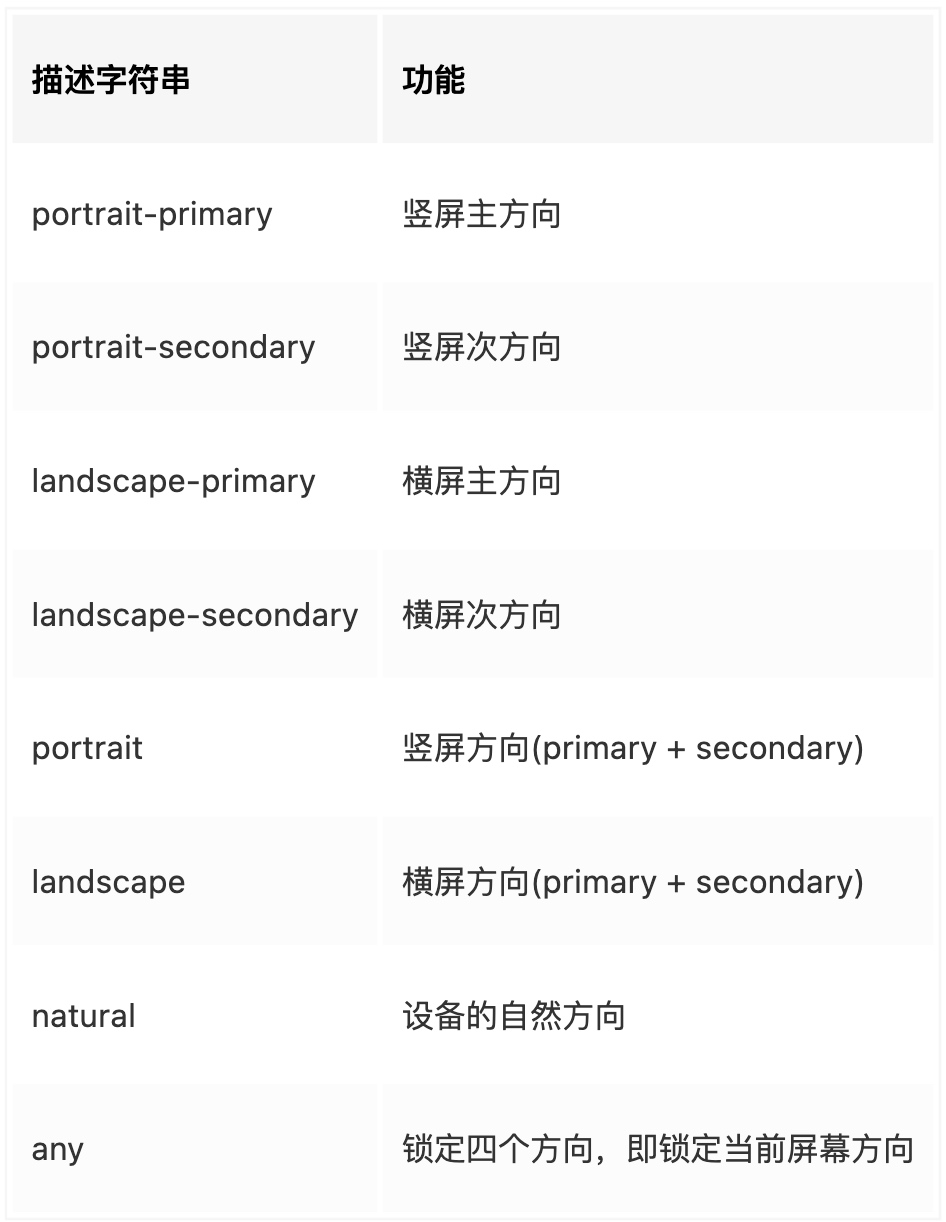 描述字符串 功能
portrait-primary 竖屏主方向
portrait-secondary 竖屏次方向
landscape-primary 横屏主方向
landscape-secondary 横屏次方向
portrait 竖屏方向(primary + secondary)
landscape 横屏方向(primary + secondary)
natural 设备的自然方向
any 锁定四个方向，即锁定当前屏幕方向